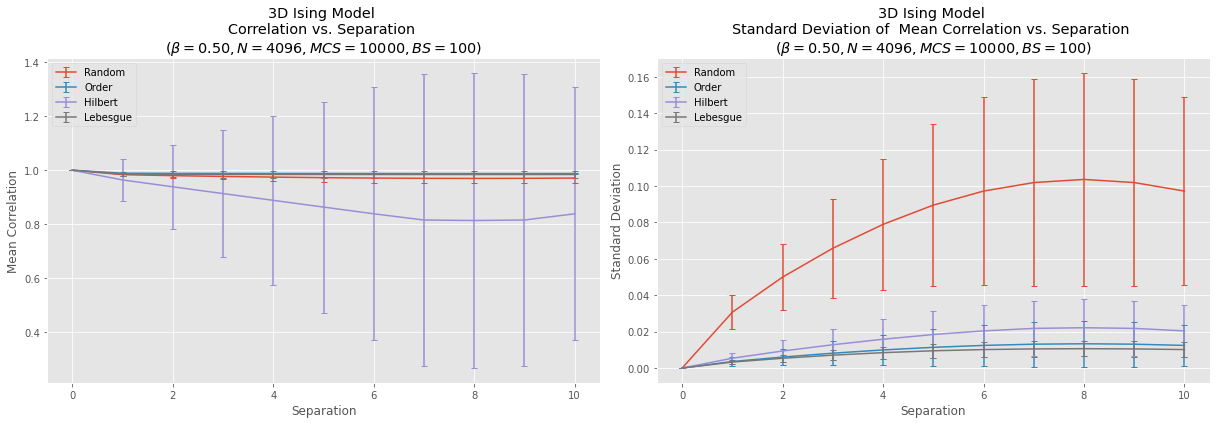 3D Ising Model
Correlation vs. Separation
(β = 0.50, N = 4096, MCS = 10000, BS = 100)
Random
Order
Hilbert
Lebesgue
1.4
1.2
1.0
0.8
0.6
0.4
Mean Correlation
0 2 4 6 8 10
Separation
3D Ising Model
Standard Deviation of  Mean Correlation vs. Separation
(β = 0.50, N = 4096, MCS = 10000, BS = 100)
Random
Order
Hilbert
Lebesgue
0.16
0.14
0.12
0.10
0.08
0.06
0.04
0.02
0.00
Standard Deviation
0 2 4 6 8 10
Separation